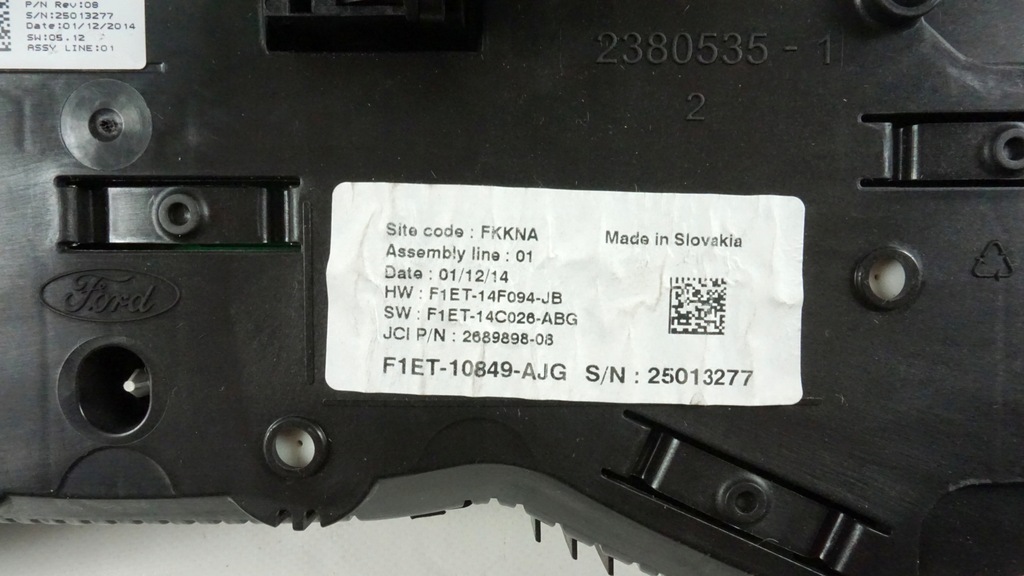 P/N Rev:08
S/N:25013277
Date:01/12/2014
SW:05.12
ASSY LINE:01
2380535 - 1
2
Site code : FKKNA
Made in Slovakia
Assembly line : 01
Date : 01/12/14
HW : F1ET-14F094-JB
SW : F1ET-14C026-ABG
JCI P/N : 2689898-08
F1ET-10849-AJG S/N : 25013277
Ford